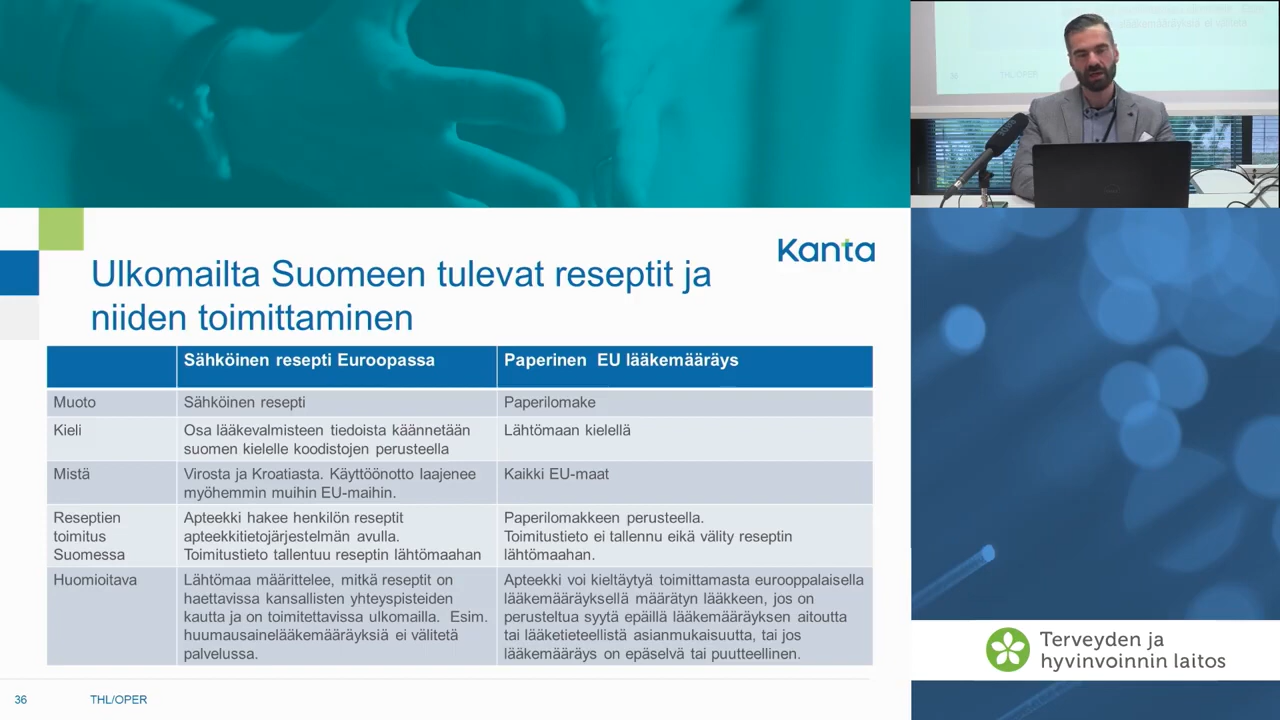 Kanta
Ulkomailta Suomeen tulevat reseptit ja
niiden toimittaminen
Sähköinen resepti Euroopassa
Paperinen EU lääkemääräys
Muoto
Sähköinen resepti
Paperilomake
Kieli
Osa lääkevalmisteen tiedoista käännetään
suomen kielelle koodistojen perusteella
Lähtömaan kielellä
Mistä
Virosta ja Kroatiasta. Käyttöönotto laajenee
myöhemmin muihin EU-maihin.
Kaikki EU-maat
Reseptien
toimitus
Suomessa
Apteekki hakee henkilön reseptit
apteekkitietojärjestelmän avulla.
Toimitustieto tallentuu reseptin lähtömaahan
Paperilomakkeen perusteella.
Toimitustieto ei tallennu eikä välity reseptin
lähtömaahan.
Huomioitava
Lähtömaa määrittelee, mitkä reseptit on
haettavissa kansallisten yhteyspisteiden
kautta ja on toimitettavissa ulkomailla. Esim.
huumausainelääkemääräyksiä ei välitetä
palvelussa.
Apteekki voi kieltäytyä toimittamasta eurooppalaisella
lääkemääräyksellä määrätyn lääkkeen, jos on
perusteltua syytä epäillä lääkemääräyksen aitoutta
tai lääketieteellistä asianmukaisuutta, tai jos
lääkemääräys on epäselvä tai puutteellinen.
36
THL/OPER
36
THL/OPER
Terveyden ja
hyvinvoinnin laitos